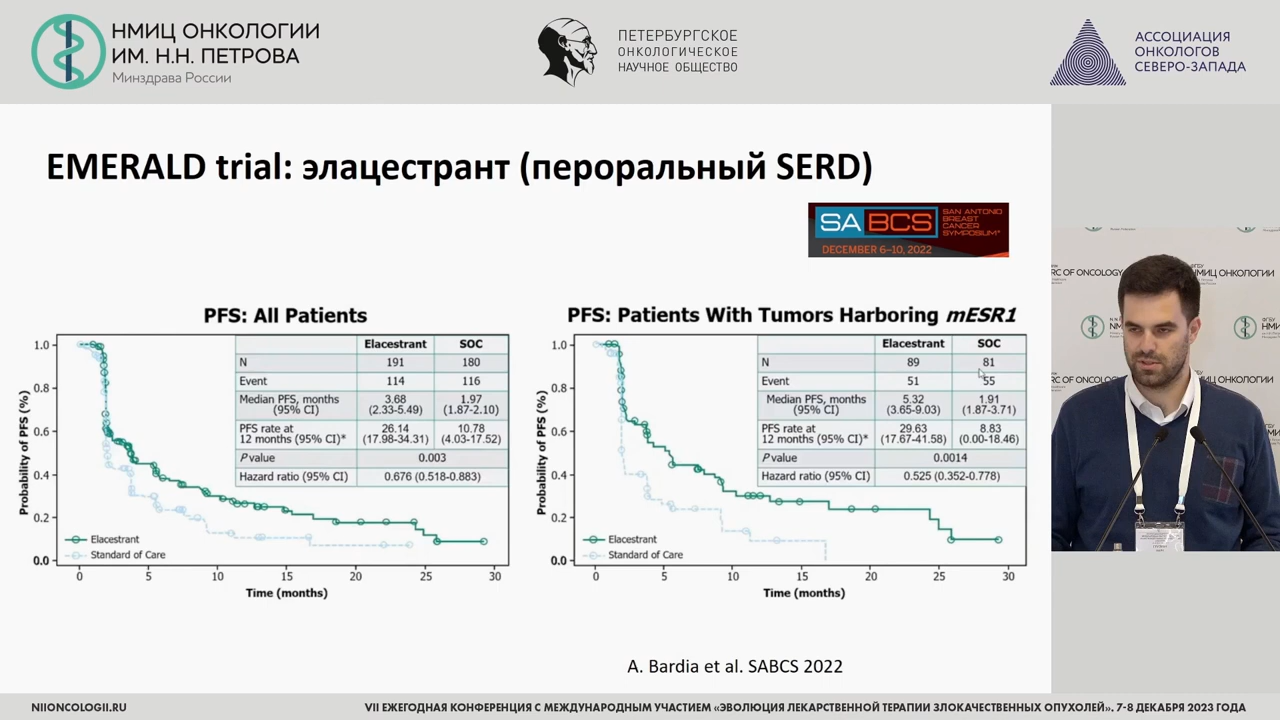 НМИЦ ОНКОЛОГИИ
ИМ. Н.Н. ПЕТРОВА
Минздрава России
ПЕТЕРБУРГСКОЕ
ОНКОЛОГИЧЕСКОЕ
НАУЧНОЕ ОБЩЕСТВО
АССОЦИАЦИЯ
ОНКОЛОГОВ
СЕВЕРО-ЗАПАДА
EMERALD trial: элацестрант (пероральный SERD)
SABCS
SAN ANTONIO
BREAST
CANCER
SYMPOSIUM®
DECEMBER 6–10, 2022
PFS: All Patients
Probability of PFS (%)
1.0
0.8
0.6
0.4
0.2
0.0
Elacestrant SOC
N 191 180
Event 114 116
Median PFS, months 3.68 1.97
(95% CI) (2.33-5.49) (1.87-2.10)
PFS rate at 26.14 10.78
12 months (95% CI)* (17.98-34.31) (4.03-17.52)
P value 0.003
Hazard ratio (95% CI) 0.676 (0.518-0.883)
Elacestrant
Standard of Care
0 5 10 15 20 25 30
Time (months)
PFS: Patients With Tumors Harboring mESR1
Probability of PFS (%)
1.0
0.8
0.6
0.4
0.2
0.0
Elacestrant SOC
N 89 81
Event 51 55
Median PFS, months 5.32 1.91
(95% CI) (3.65-9.03) (1.87-3.71)
PFS rate at 29.63 8.83
12 months (95% CI)* (17.67-41.58) (0.00-18.46)
P value 0.0014
Hazard ratio (95% CI) 0.525 (0.352-0.778)
Elacestrant
Standard of Care
0 5 10 15 20 25 30
Time (months)
A. Bardia et al. SABCS 2022
RC OF ONCOLOGY
НМИЦ ОНКОЛОГИИ
NIIONCOLOGII.RU
VII ЕЖЕГОДНАЯ КОНФЕРЕНЦИЯ С МЕЖДУНАРОДНЫМ УЧАСТИЕМ «ЭВОЛЮЦИЯ ЛЕКАРСТВЕННОЙ ТЕРАПИИ ЗЛОКАЧЕСТВЕННЫХ ОПУХОЛЕЙ». 7-8 ДЕКАБРЯ 2023 ГОДА